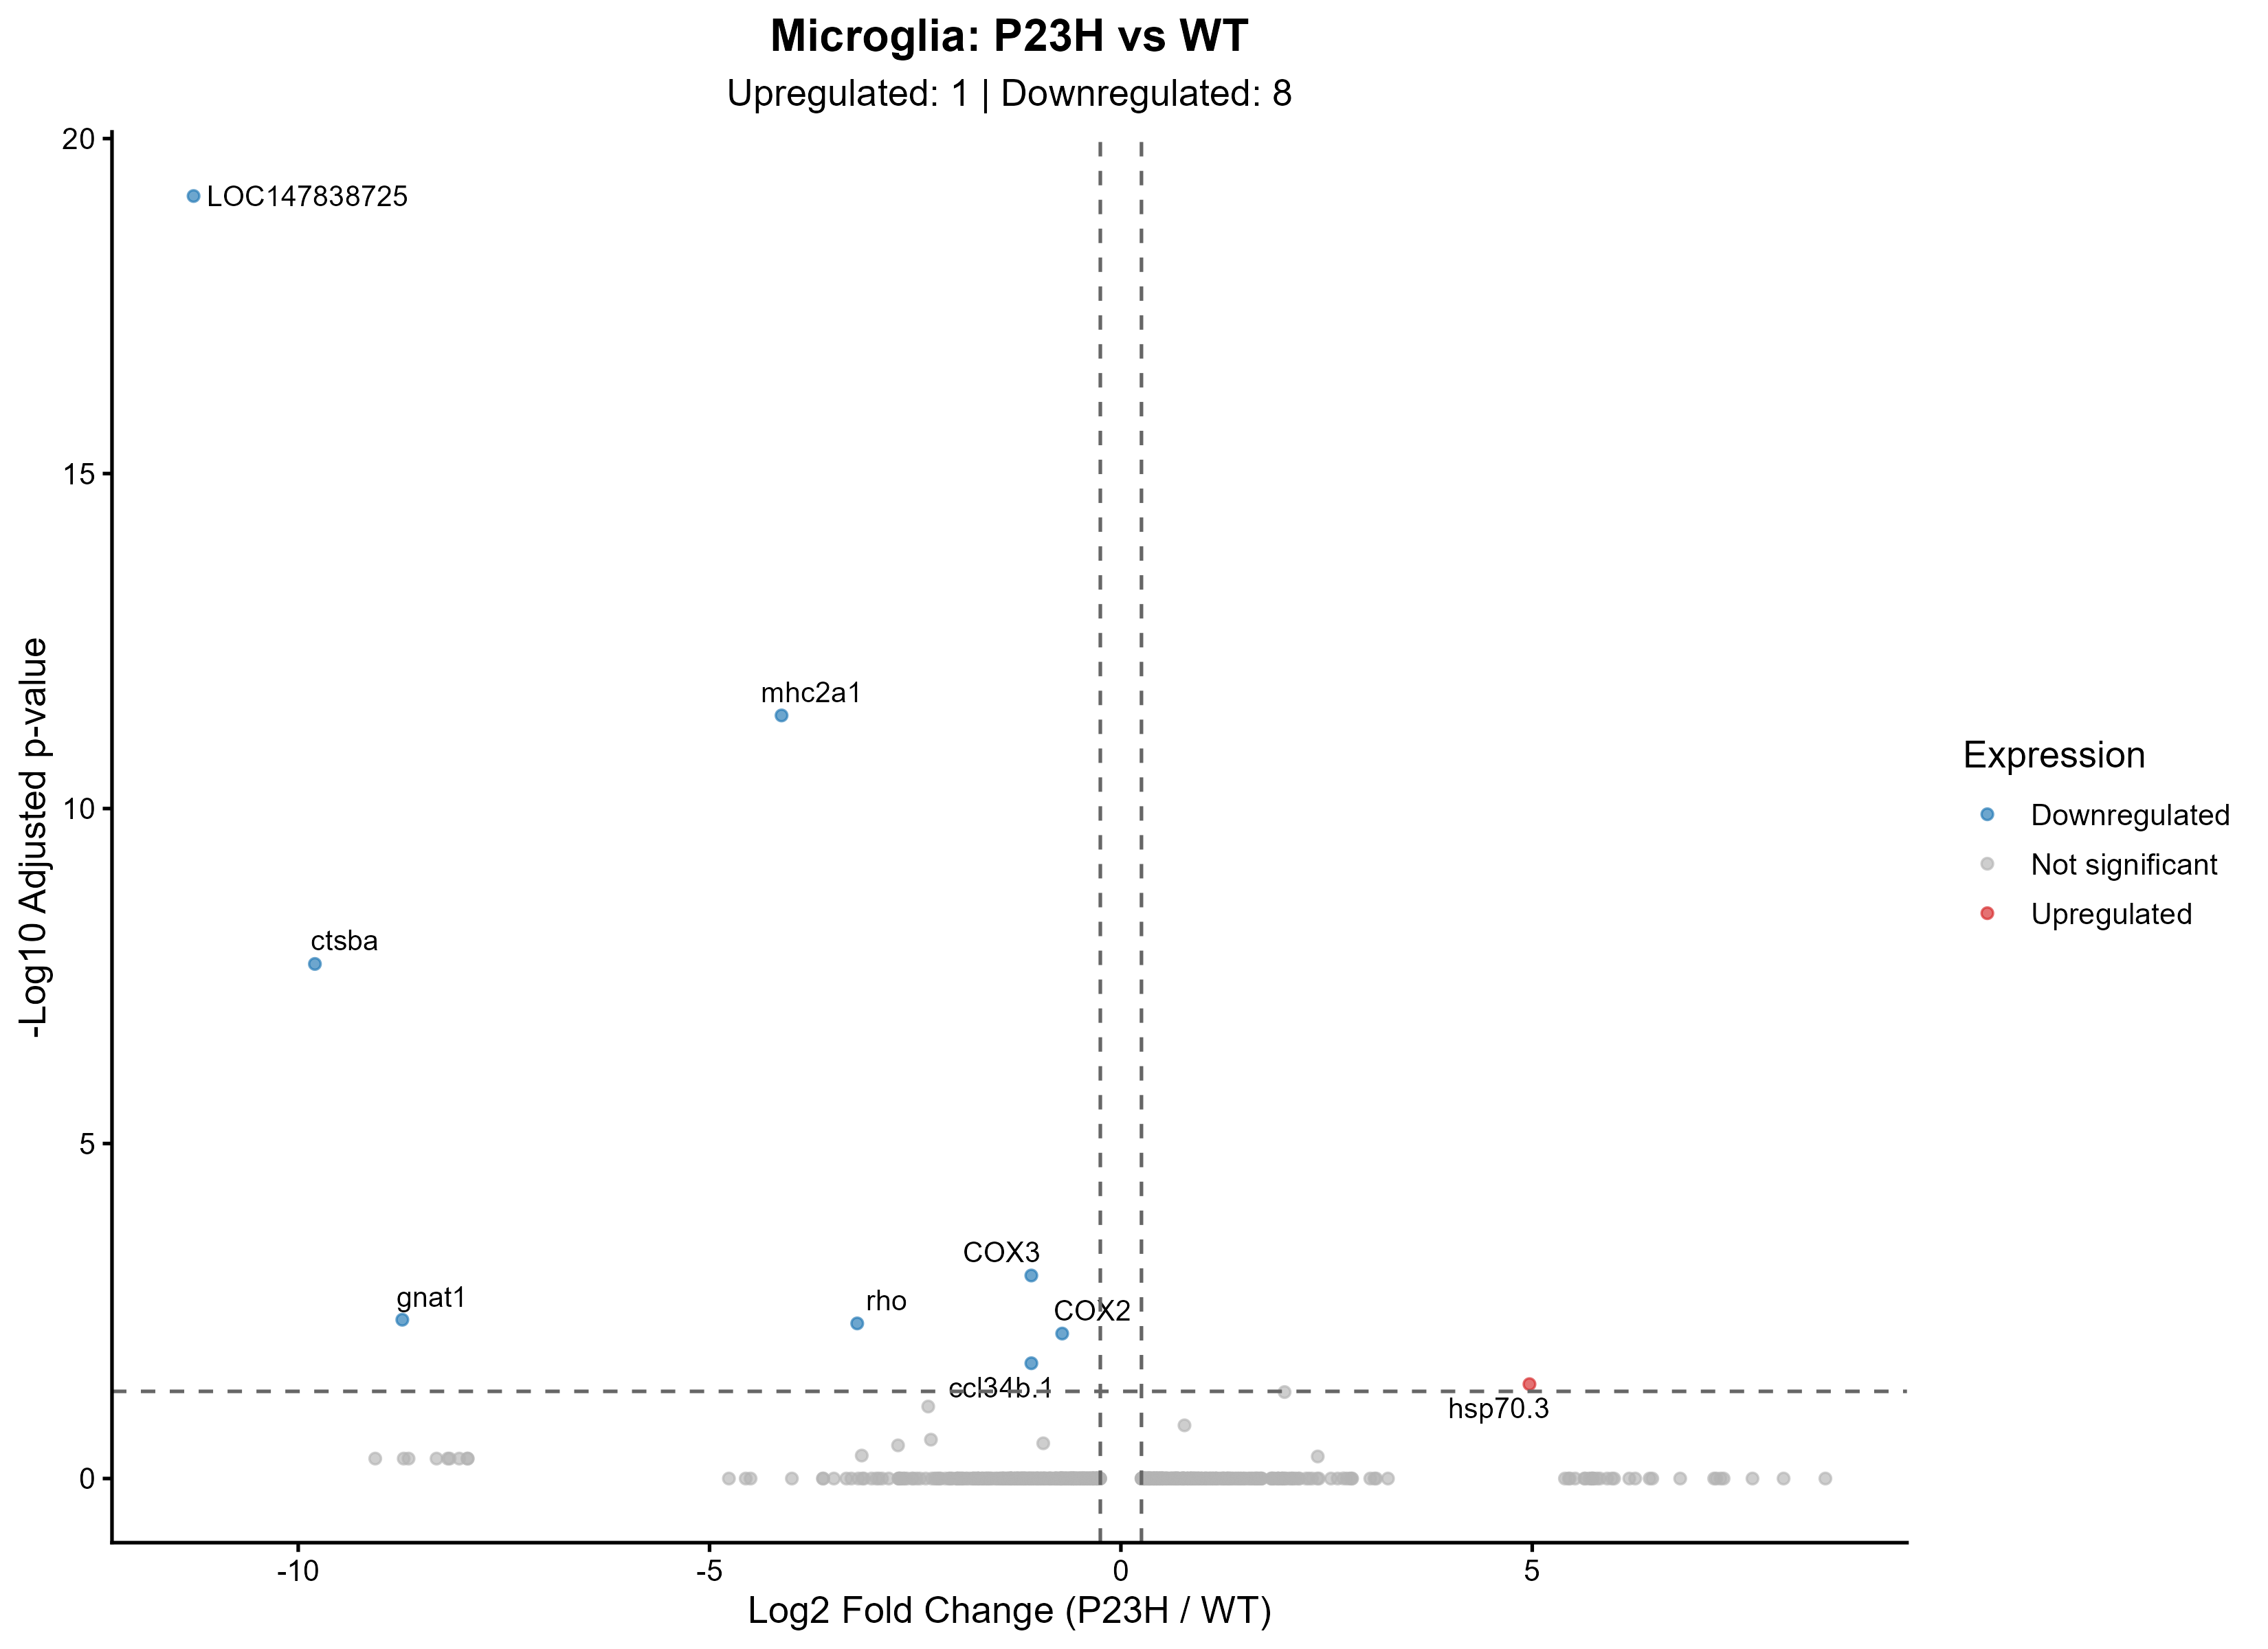 Microglia: P23H vs WT
Upregulated: 1 | Downregulated: 8
20
LOC147838725
15
-Log10 Adjusted p-value
mhc2a1
10
ctsba
5
COX3
gnat1
rho
COX2
ccl34b.1
hsp70.3
0
-10
-5
0
5
Log2 Fold Change (P23H / WT)
Expression
Downregulated
Not significant
Upregulated